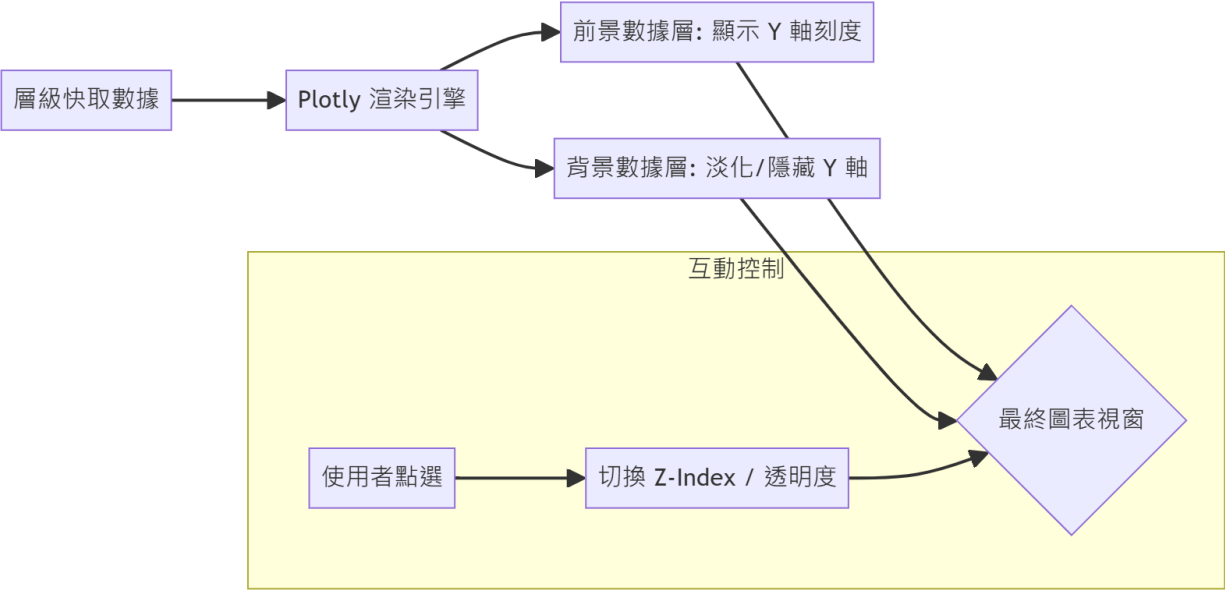 前景數據層: 顯示 Y 軸刻度
層級快取數據
Plotly 渲染引擎
背景數據層: 淡化/隱藏 Y 軸
互動控制
最終圖表視窗
使用者點選
切換 Z-Index / 透明度